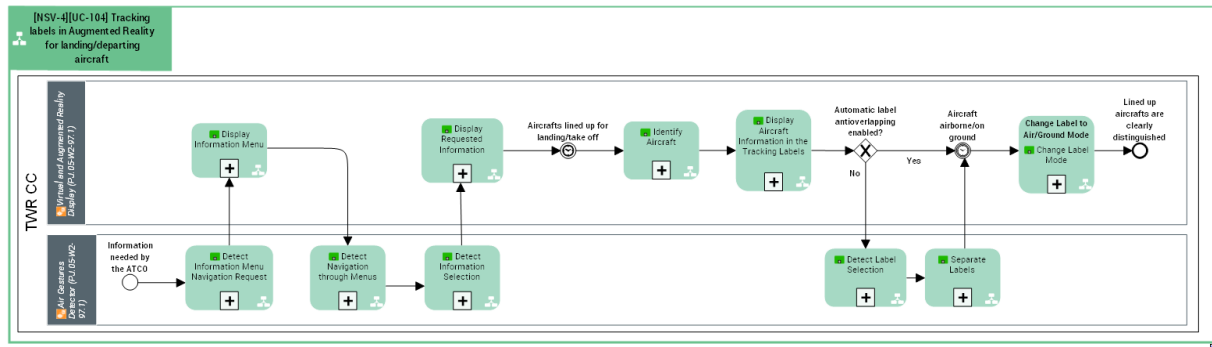 [NSV-4][UC-104] Tracking
labels in Augmented Reality
for landing/departing
aircraft
TWR CC
Virtual and Augmented Reality
Display (PJ.05-W2-97.1)
Display
Information Menu
Display
Requested
Information
Aircrafts lined up for
landing/take off
Identify
Aircraft
Display
Aircraft
Information in the
Tracking Labels
Automatic label
antioverlapping
enabled?
Yes
No
Aircraft
airborne/on
ground
Change Label to
Air/Ground Mode
Change Label
Mode
Lined up
aircrafts are
clearly
distinguished
Air Gestures
Detector (PJ.05-W2-
97.1)
Information
needed by
the ATCO
Detect
Information Menu
Navigation Request
Detect
Navigation
through Menus
Detect
Information
Selection
Detect Label
Selection
Separate
Labels